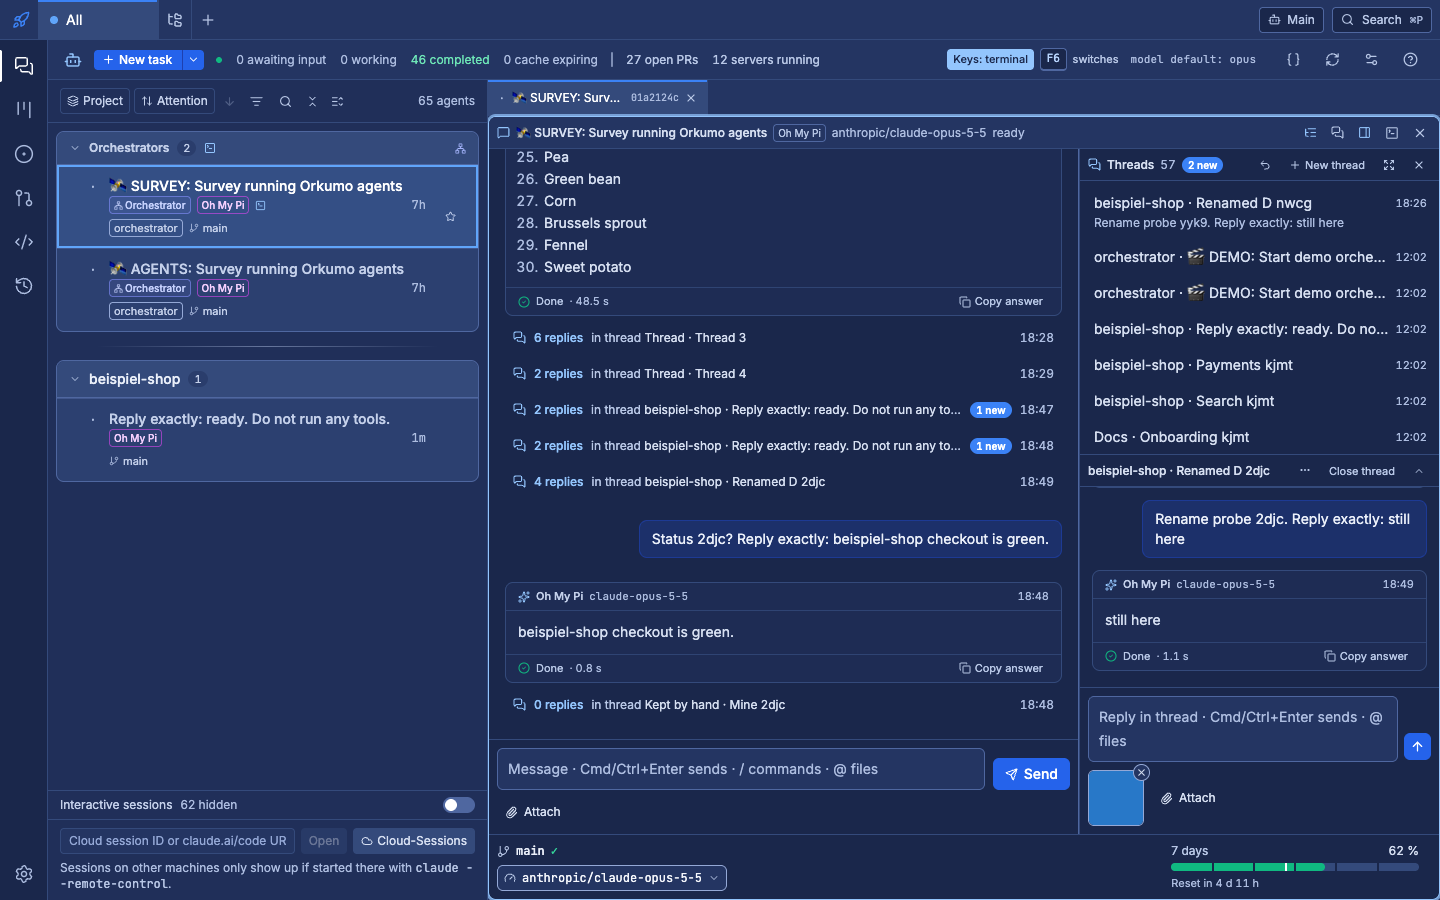 All
Main
Search ⌘P
New task
0 awaiting input
0 working
46 completed
0 cache expiring
27 open PRs
12 servers running
Keys: terminal
F6
switches
model default: opus
Project
Attention
65 agents
Orchestrators 2
SURVEY: Survey running Orkumo agents
Orchestrator
Oh My Pi
7h
orchestrator
main
AGENTS: Survey running Orkumo agents
Orchestrator
Oh My Pi
7h
orchestrator
main
beispiel-shop 1
Reply exactly: ready. Do not run any tools.
Oh My Pi
1m
main
Interactive sessions 62 hidden
Cloud session ID or claude.ai/code UR
Open
Cloud-Sessions
Sessions on other machines only show up if started there with claude -
-remote-control.
· SURVEY: Surv... 01a2124c
SURVEY: Survey running Orkumo agents Oh My Pi anthropic/claude-opus-5-5 ready
25. Pea
26. Green bean
27. Corn
28. Brussels sprout
29. Fennel
30. Sweet potato
Done · 48.5 s
Copy answer
6 replies in thread Thread · Thread 3 18:28
2 replies in thread Thread · Thread 4 18:29
2 replies in thread beispiel-shop · Reply exactly: ready. Do not run any to... 1 new 18:47
2 replies in thread beispiel-shop · Reply exactly: ready. Do not run any to... 1 new 18:48
4 replies in thread beispiel-shop · Renamed D 2djc 18:49
Status 2djc? Reply exactly: beispiel-shop checkout is green.
Oh My Pi claude-opus-5-5 18:48
beispiel-shop checkout is green.
Done · 0.8 s
Copy answer
0 replies in thread Kept by hand · Mine 2djc 18:48
Message · Cmd/Ctrl+Enter sends · / commands · @ files
Send
Attach
main ✓
anthropic/claude-opus-5-5
Threads 57 2 new
New thread
beispiel-shop · Renamed D nwcg 18:26
Rename probe yyk9. Reply exactly: still here
orchestrator · DEMO: Start demo orche... 12:02
orchestrator · DEMO: Start demo orche... 12:02
beispiel-shop · Reply exactly: ready. Do no... 12:02
beispiel-shop · Payments kjmt 12:02
beispiel-shop · Search kjmt 12:02
Docs · Onboarding kjmt 12:02
beispiel-shop · Renamed D 2djc
Close thread
Rename probe 2djc. Reply exactly: still
here
Oh My Pi claude-opus-5-5 18:49
still here
Done · 1.1 s
Copy answer
Reply in thread · Cmd/Ctrl+Enter sends · @
files
Attach
7 days 62 %
Reset in 4 d 11 h